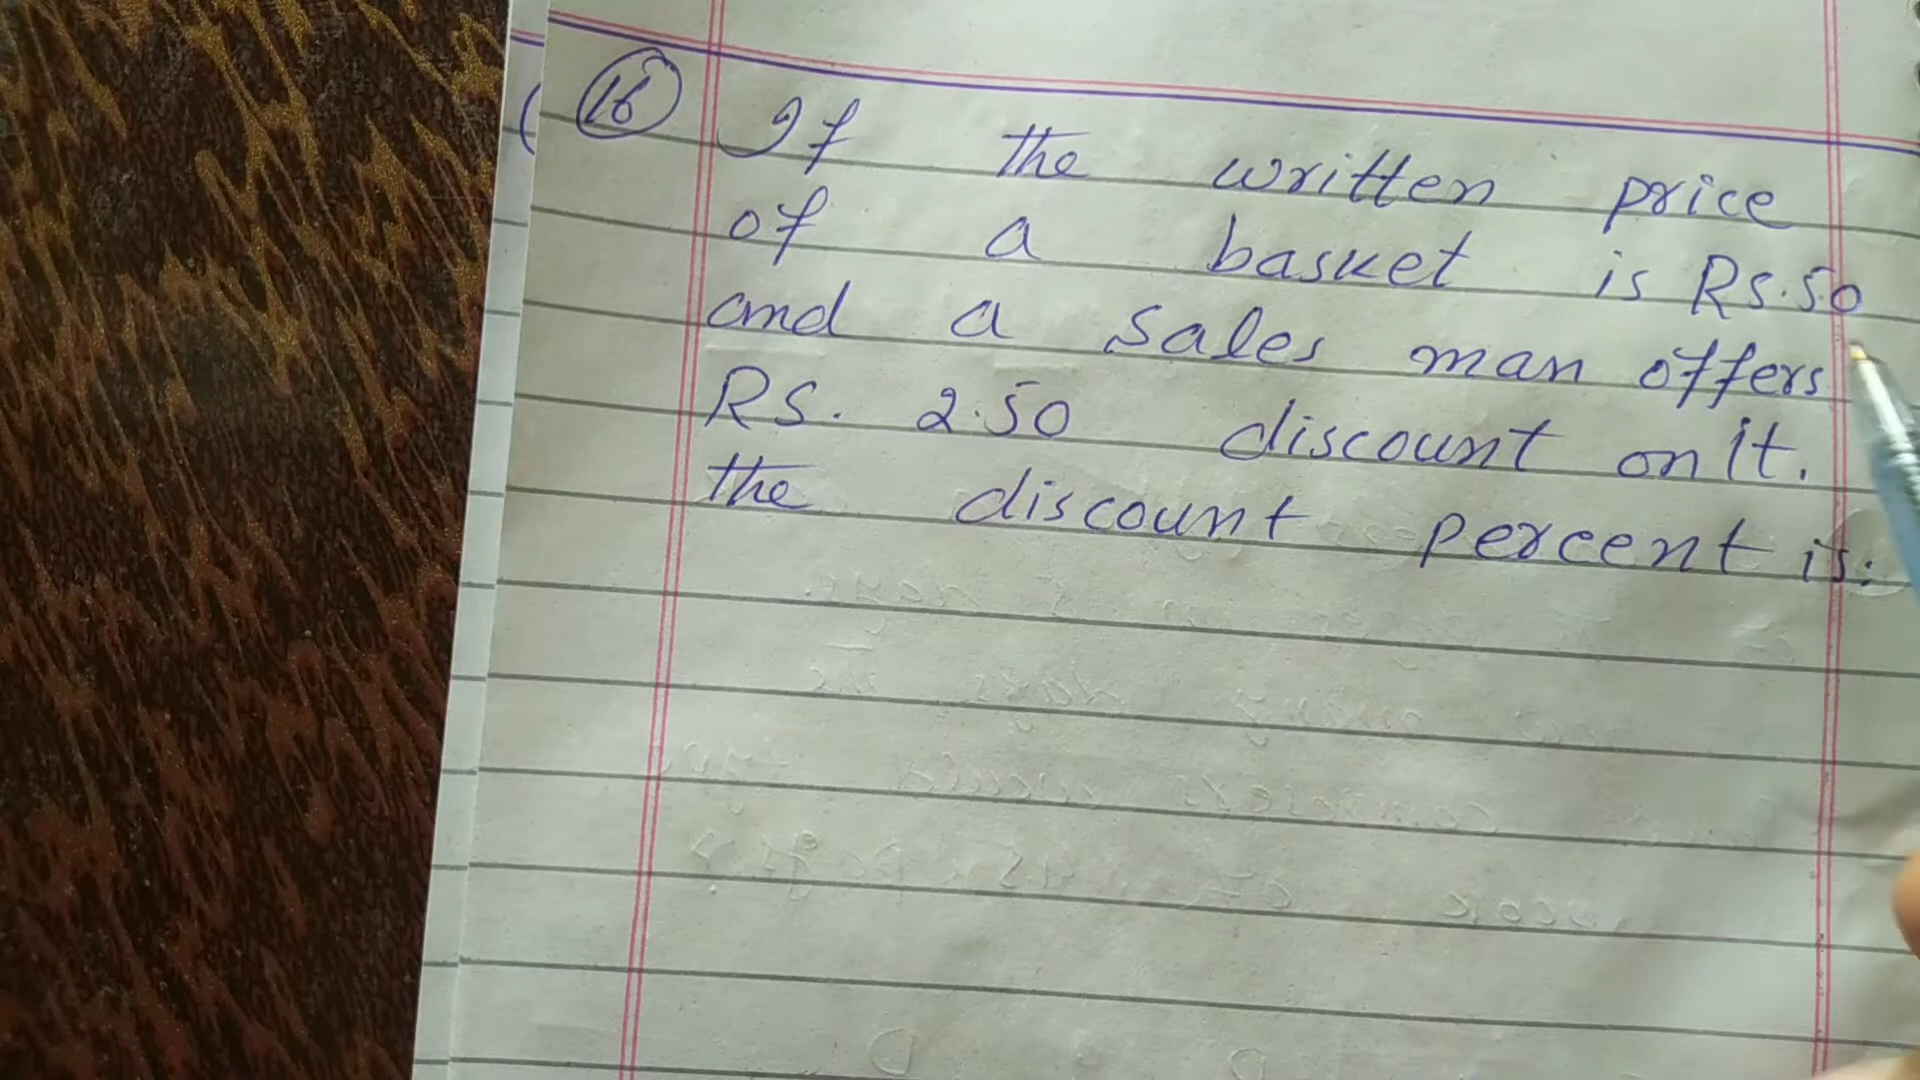 16 If the written price
of a basket is Rs.50
and a sales man offers
RS. 2.50 discount on it.
the discount percent is: